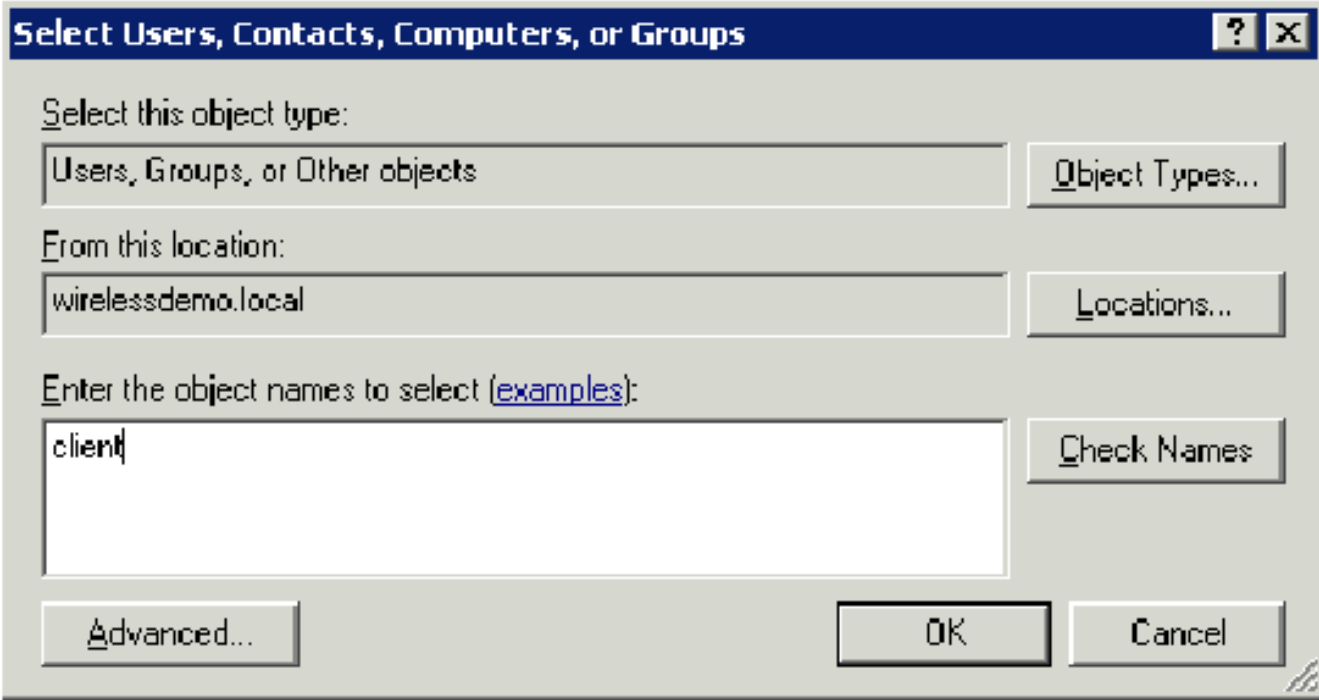 Select Users, Contacts, Computers, or Groups
Select this object type:
Users, Groups, or Other objects
Object Types...
From this location:
wirelessdemo.local
Locations...
Enter the object names to select (examples):
client
Check Names
Advanced...
OK
Cancel